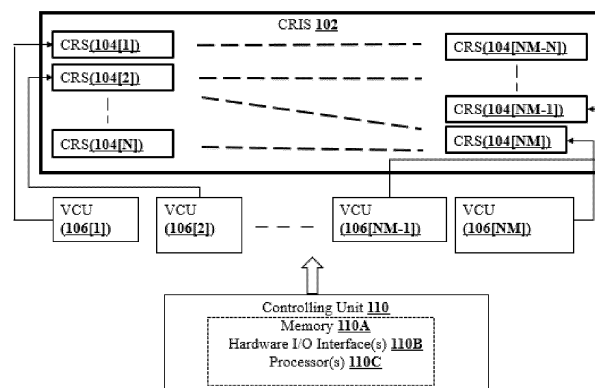 CRIS 102
CRS(104[1])
CRS(104[NM-N])
CRS(104[2])
CRS(104[NM-1])
CRS(104[N])
CRS(104[NM])
VCU
(106[1])
VCU
(106[2])
VCU
(106[NM-1])
VCU
(106[NM])
Controlling Unit 110
Memory 110A
Hardware I/O Interface(s) 110B
Processor(s) 110C